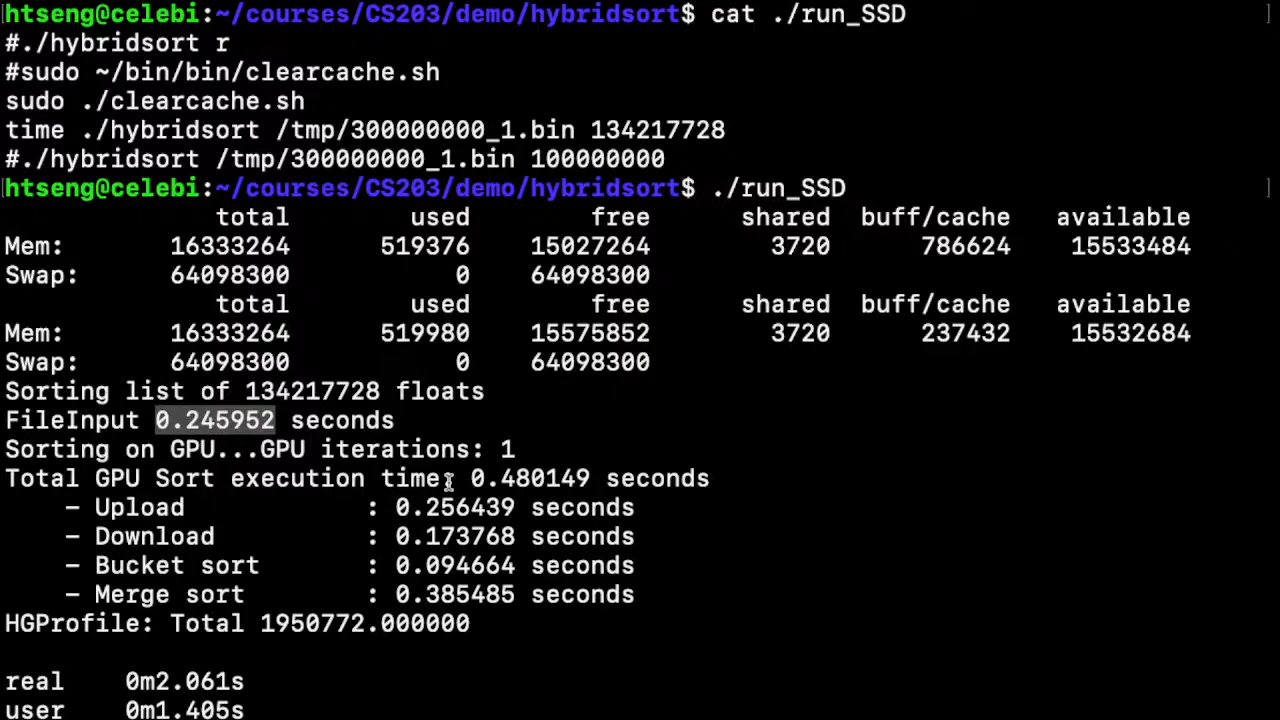 htseng@celebi:~/courses/CS203/demo/hybridsort$ cat ./run_SSD
#./hybridsort r
#sudo ~/bin/bin/clearcache.sh
sudo ./clearcache.sh
time ./hybridsort /tmp/300000000_1.bin 134217728
#./hybridsort /tmp/300000000_1.bin 100000000
htseng@celebi:~/courses/CS203/demo/hybridsort$ ./run_SSD
total used free shared buff/cache available
Mem: 16333264 519376 15027264 3720 786624 15533484
Swap: 64098300 0 64098300
total used free shared buff/cache available
Mem: 16333264 519980 15575852 3720 237432 15532684
Swap: 64098300 0 64098300
Sorting list of 134217728 floats
FileInput 0.245952 seconds
Sorting on GPU...GPU iterations: 1
Total GPU Sort execution time: 0.480149 seconds
- Upload : 0.256439 seconds
- Download : 0.173768 seconds
- Bucket sort : 0.094664 seconds
- Merge sort : 0.385485 seconds
HGProfile: Total 1950772.000000
real 0m2.061s
user 0m1.405s